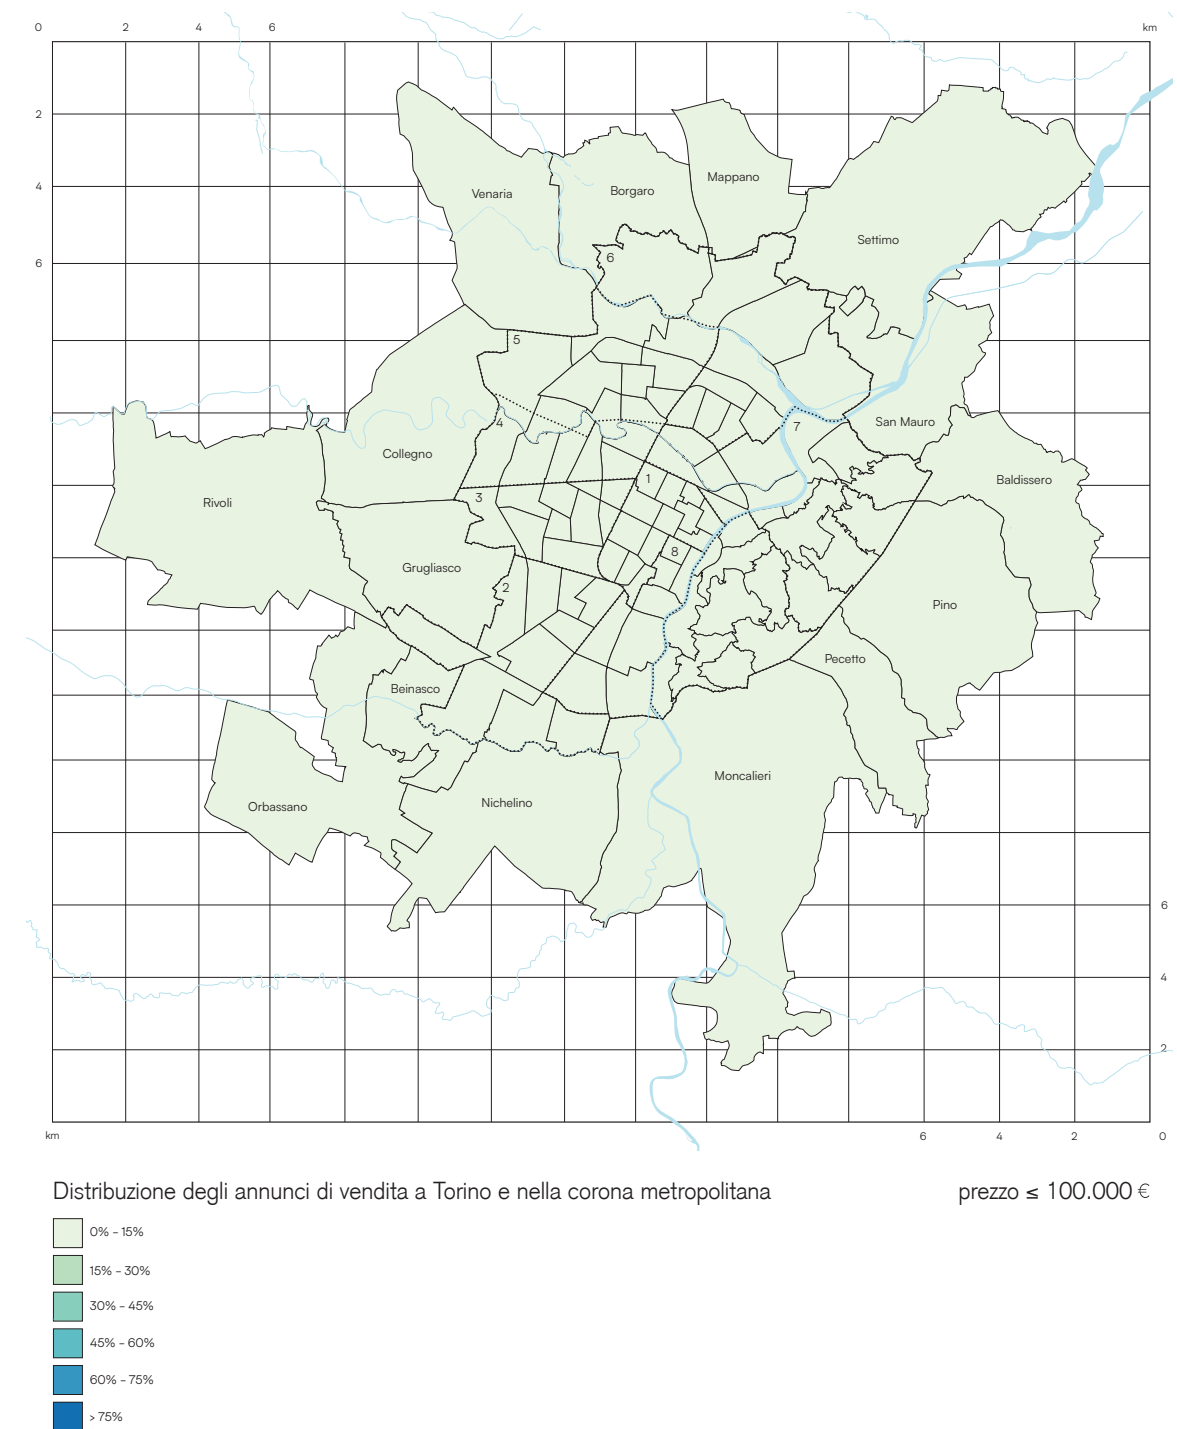 0 2 4 6 km
2
4
6
Venaria
Borgaro
Mappano
Settimo
6
5
4
7
San Mauro
Collegno
Baldissero
Rivoli
3
1
8
Grugliasco
2
Pino
Pecetto
Beinasco
Moncalieri
Orbassano
Nichelino
6
4
2
km 6 4 2 0
Distribuzione degli annunci di vendita a Torino e nella corona metropolitana prezzo ≤ 100.000 €
0% - 15%
15% - 30%
30% - 45%
45% - 60%
60% - 75%
> 75%